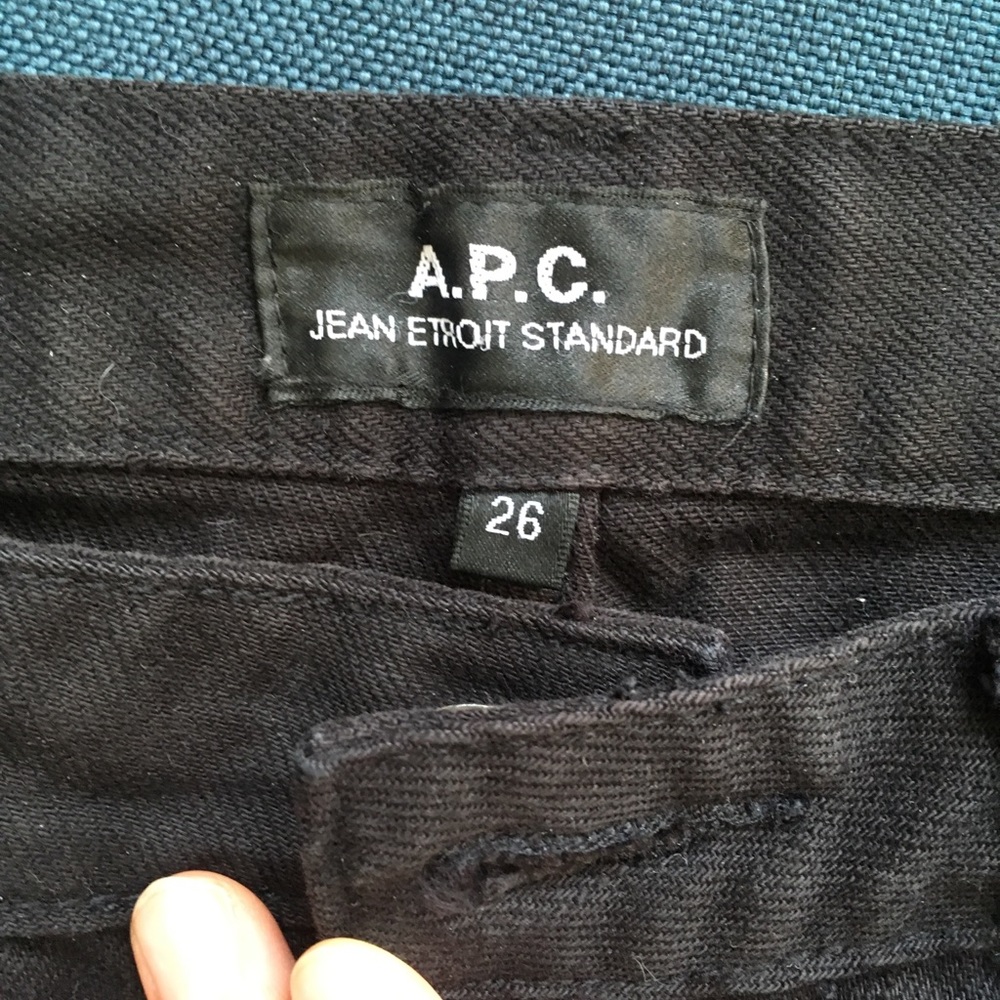 A.P.C.
JEAN ETROIT STANDARD
26